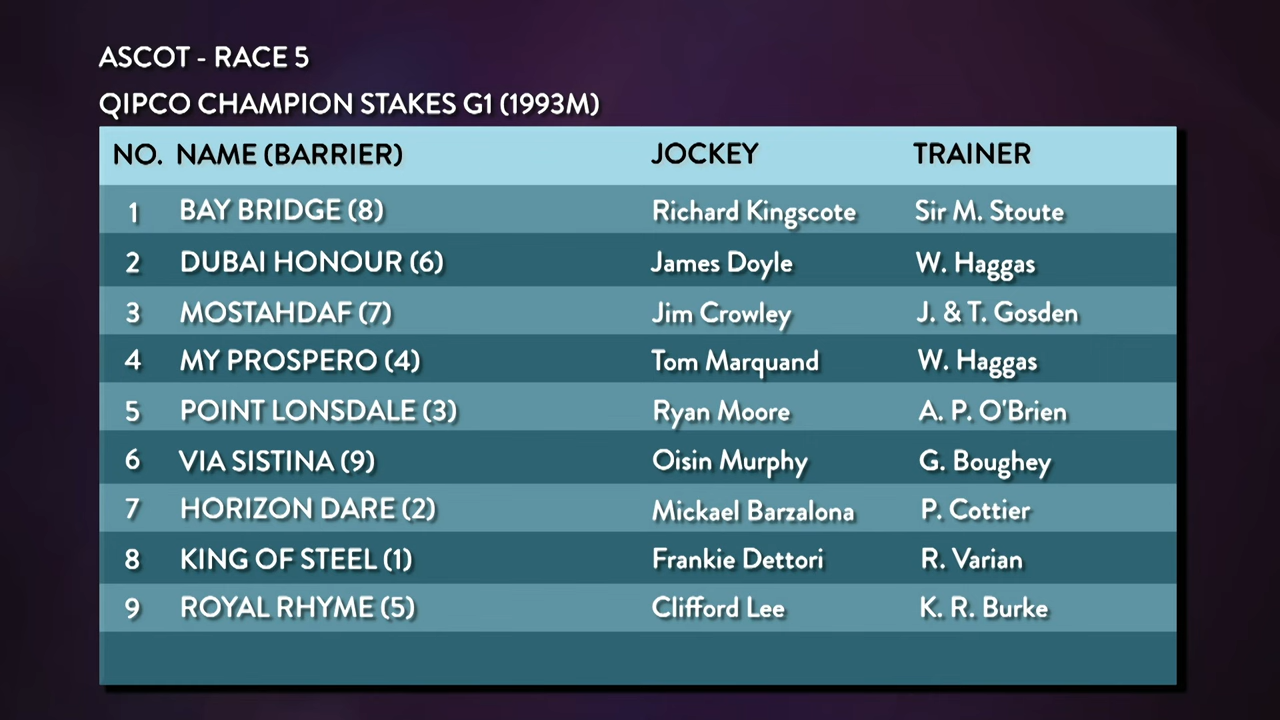 ASCOT - RACE 5
QIPCO CHAMPION STAKES G1 (1993M)
NO. NAME (BARRIER) JOCKEY TRAINER
1 BAY BRIDGE (8) Richard Kingscote Sir M. Stoute
2 DUBAI HONOUR (6) James Doyle W. Haggas
3 MOSTAHDAF (7) Jim Crowley J. & T. Gosden
4 MY PROSPERO (4) Tom Marquand W. Haggas
5 POINT LONSDALE (3) Ryan Moore A. P. O'Brien
6 VIA SISTINA (9) Oisin Murphy G. Boughey
7 HORIZON DARE (2) Mickael Barzalona P. Cottier
8 KING OF STEEL (1) Frankie Dettori R. Varian
9 ROYAL RHYME (5) Clifford Lee K. R. Burke